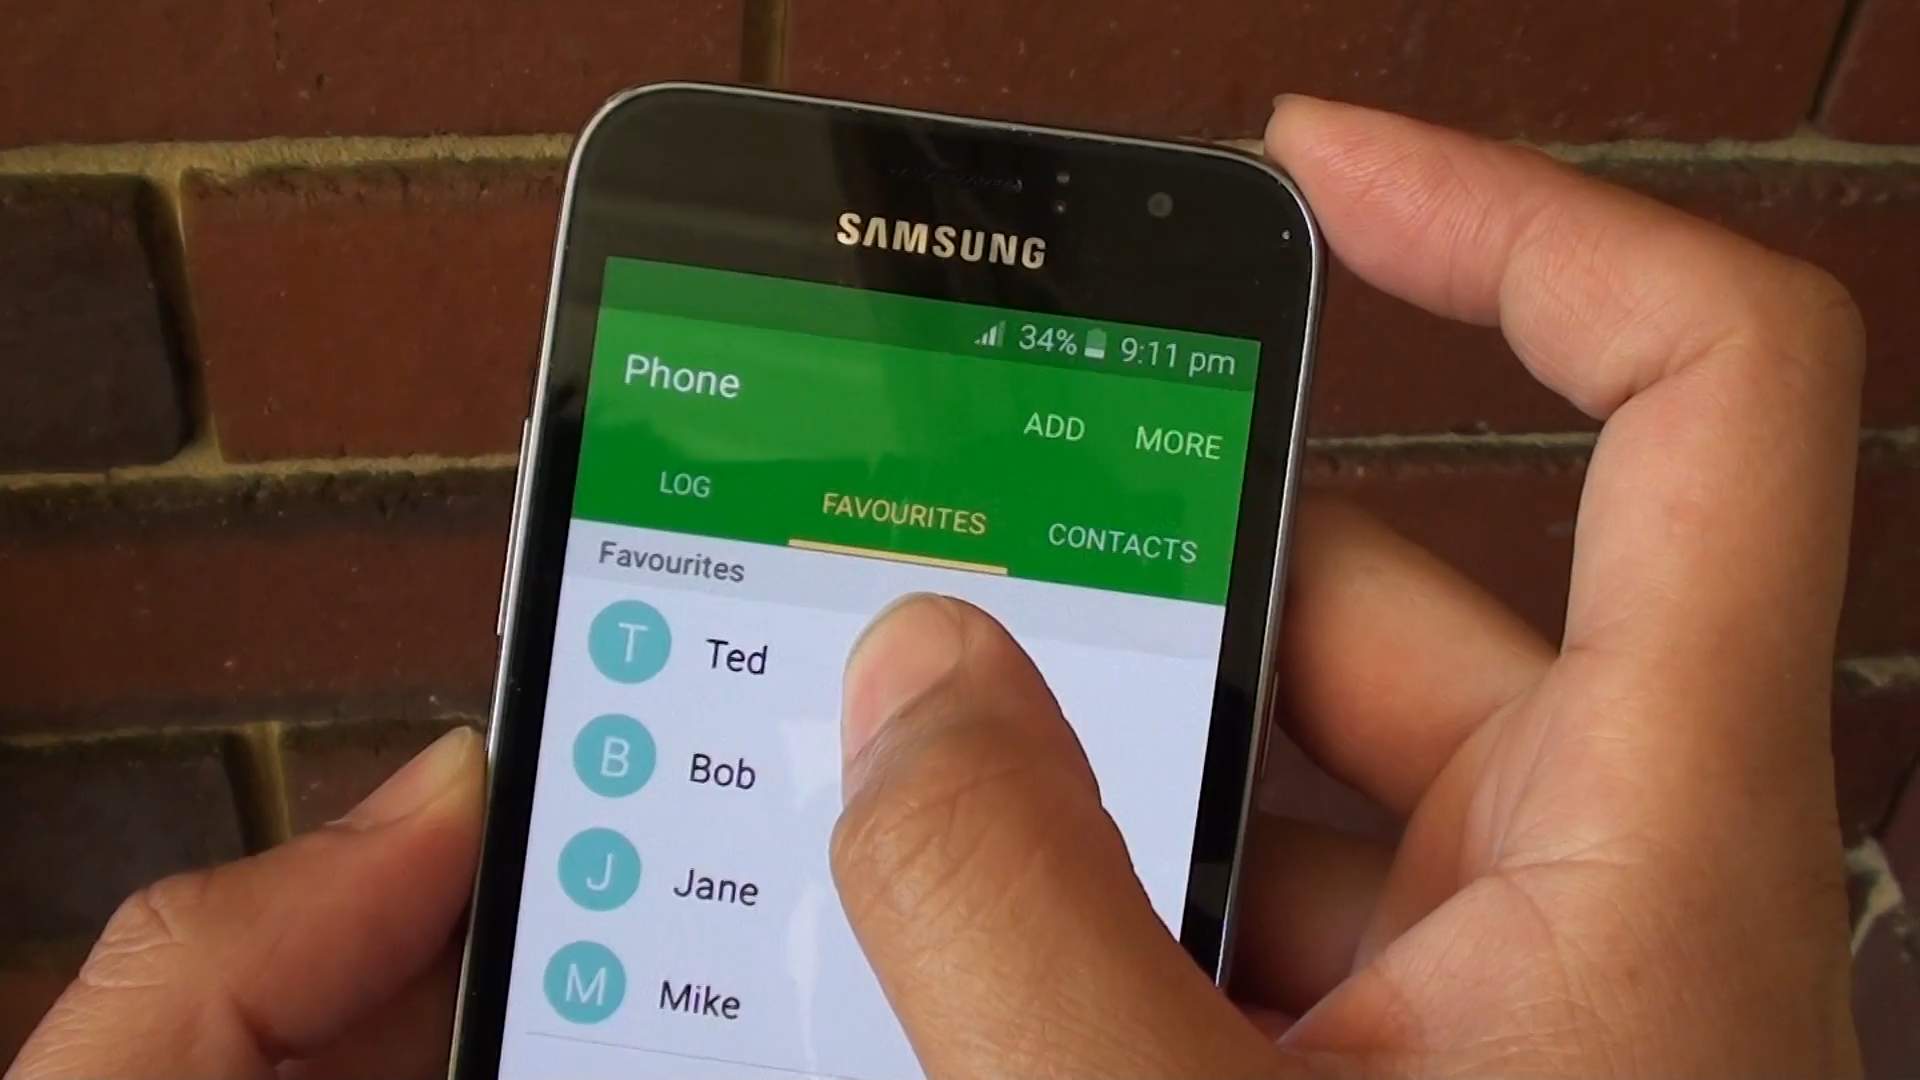 SAMSUNG
34% 9:11 pm
Phone
ADD MORE
LOG FAVOURITES CONTACTS
Favourites
T Ted
B Bob
J Jane
M Mike